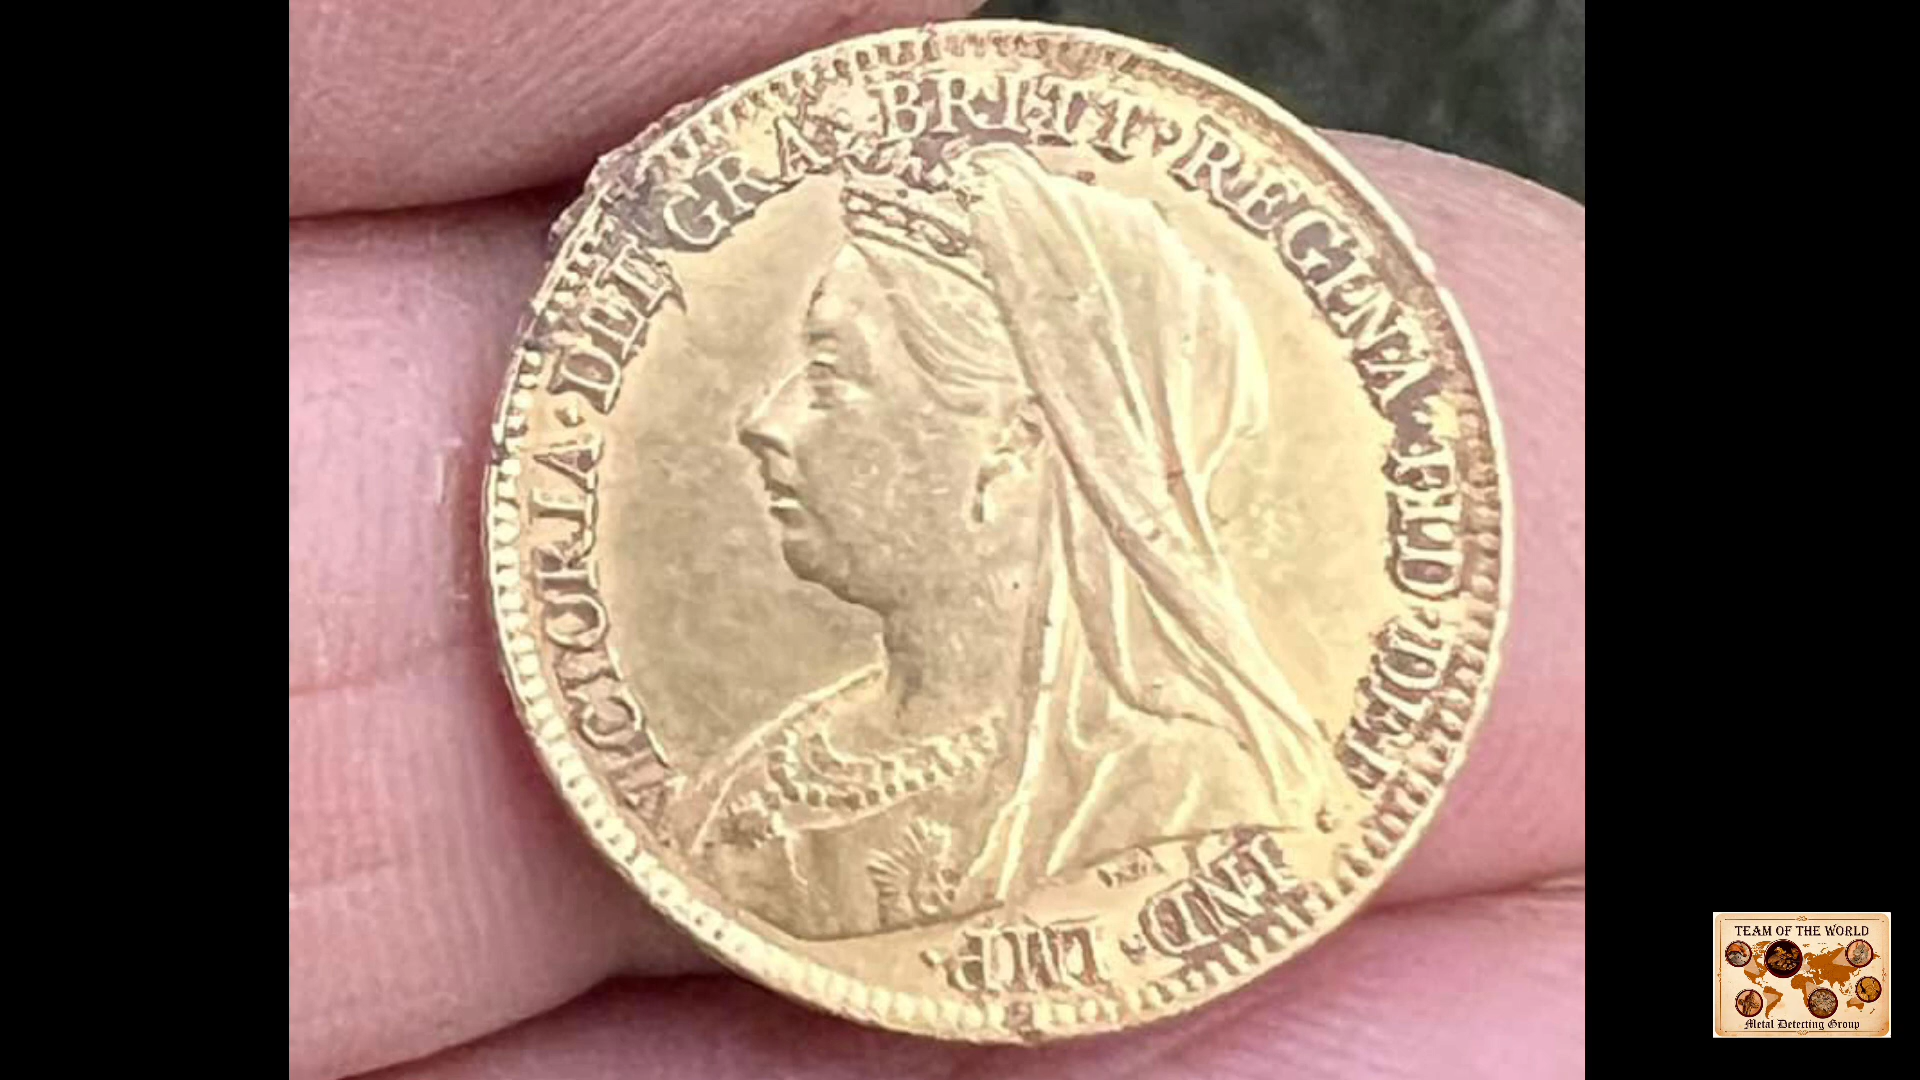 VICTORIA·DEI·GRA·BRITT·REGINA·FID·DEF·IND·IMP·
TEAM OF THE WORLD
Metal Detecting Group